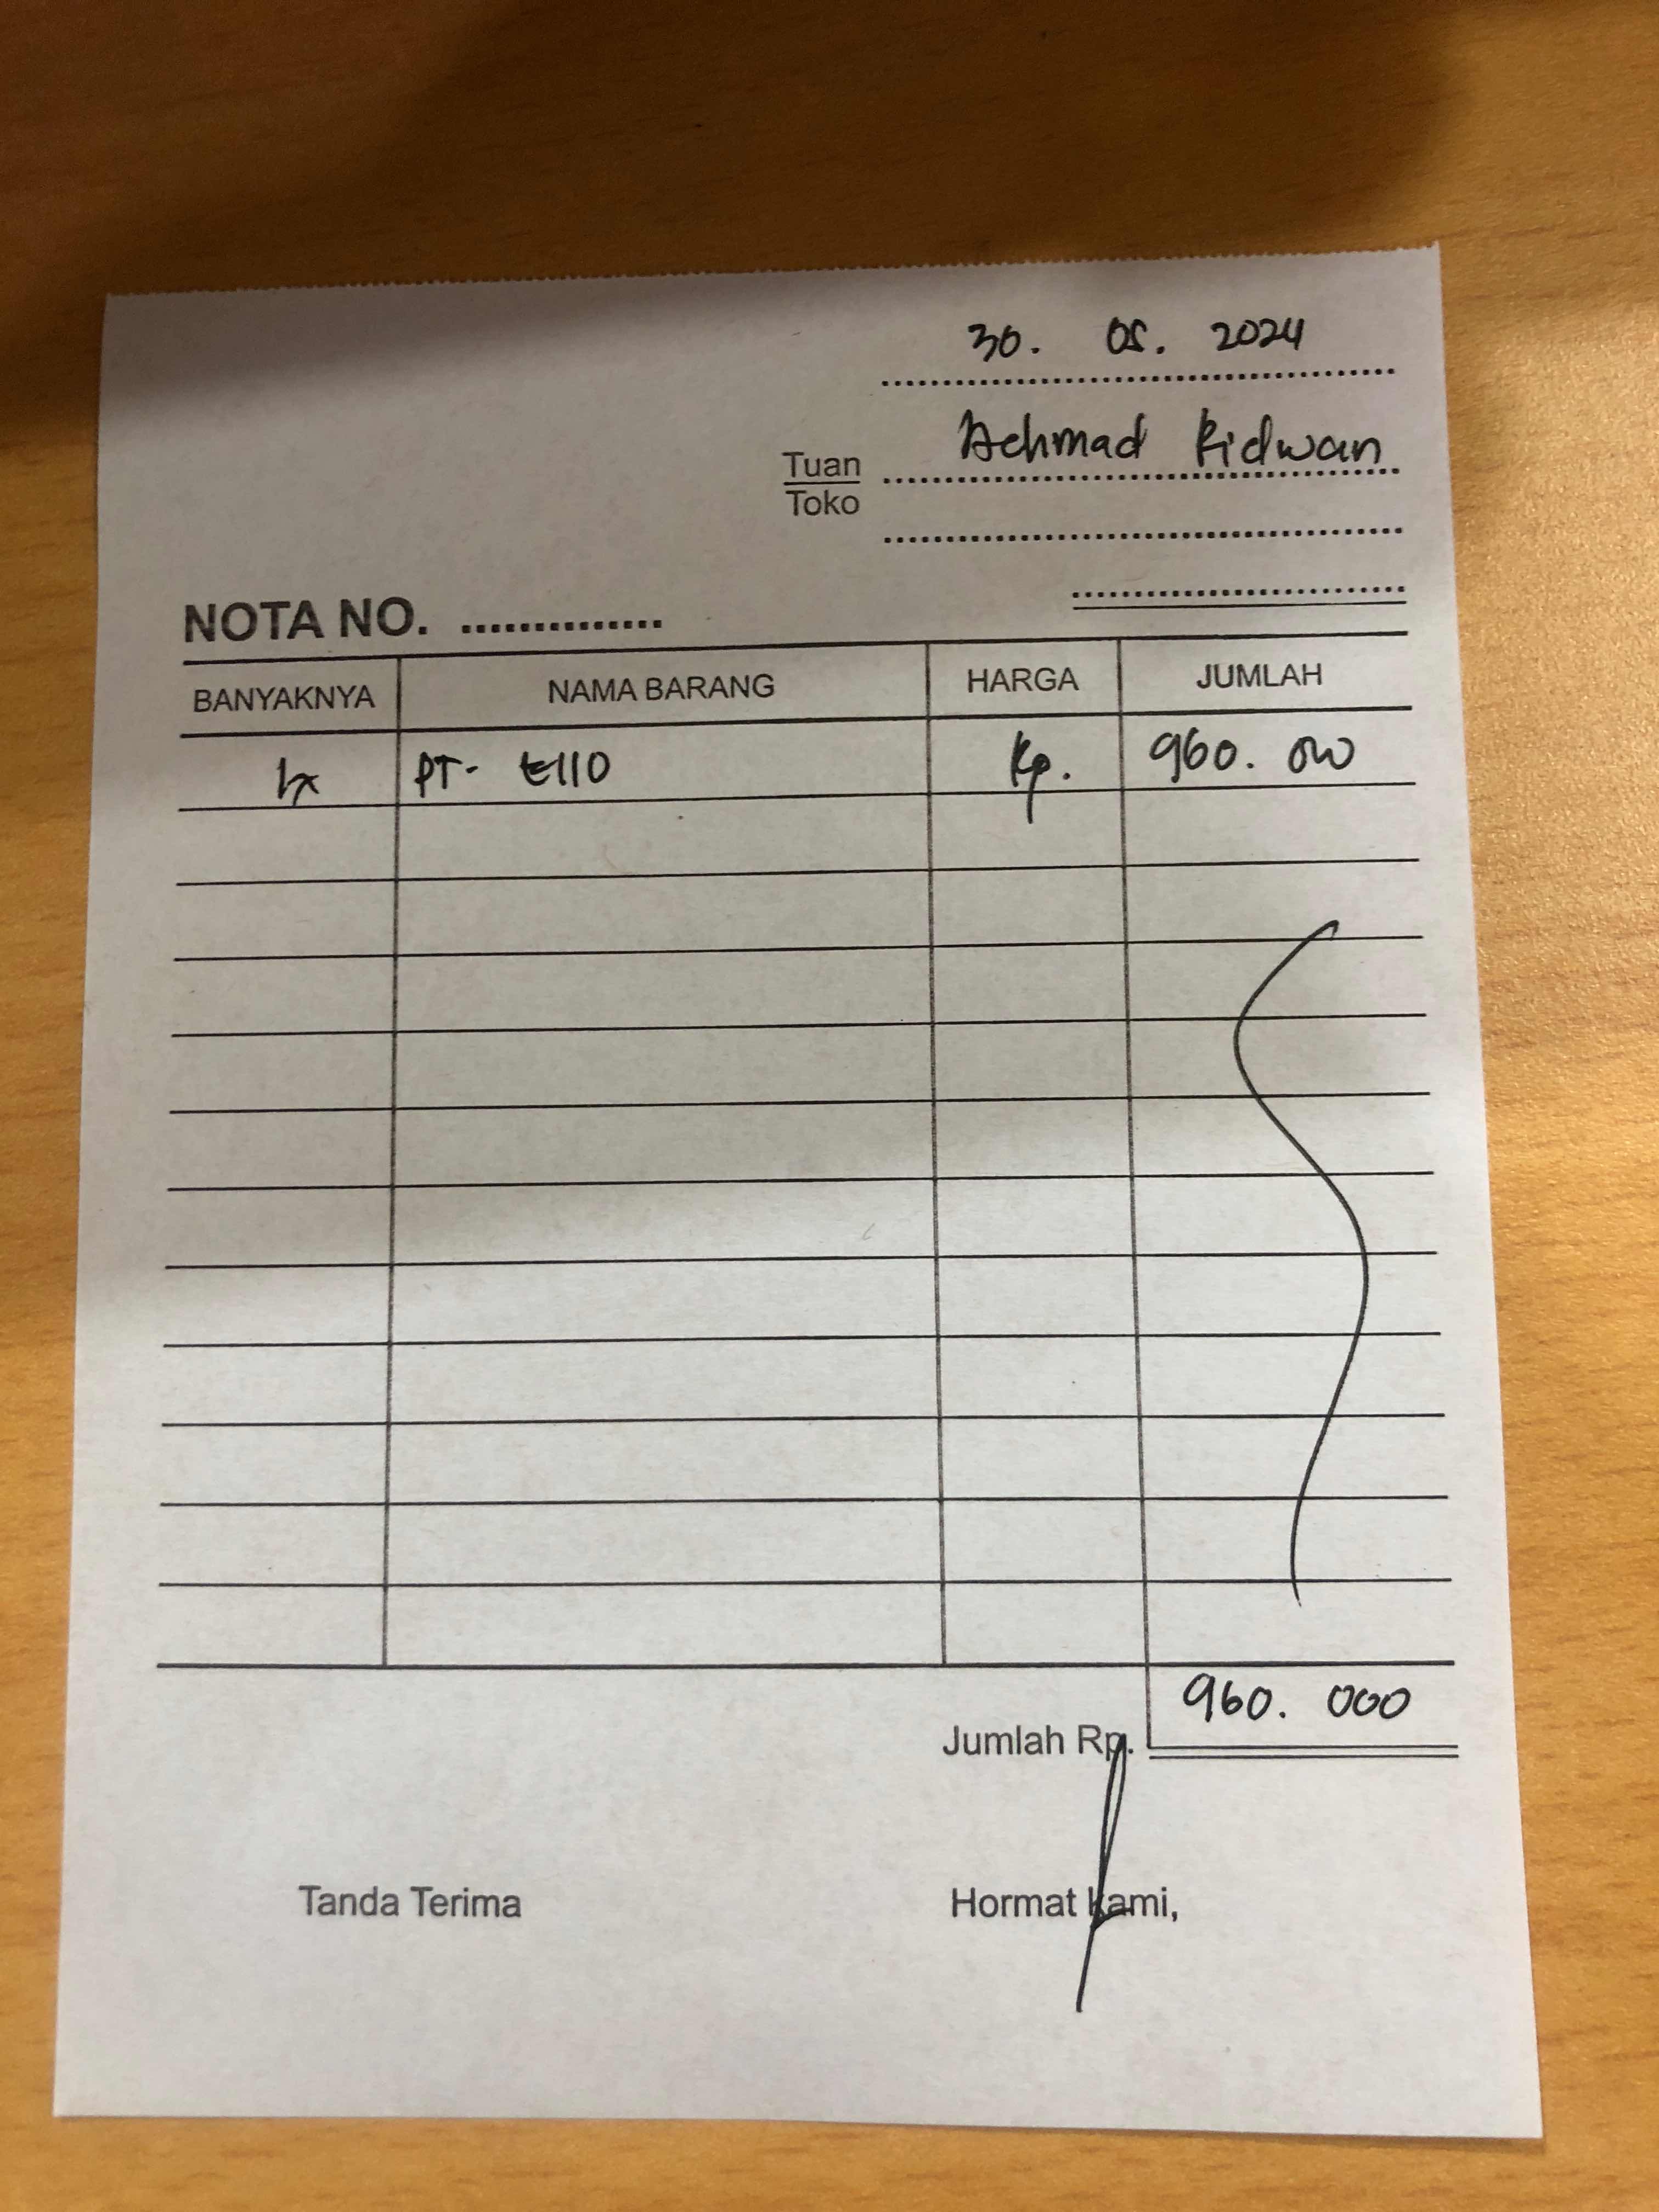 30. 05. 2024
Tuan
Toko
Achmad Ridwan
NOTA NO. ..............
BANYAKNYA NAMA BARANG HARGA JUMLAH
1x PT- E110 Rp. 960. 000
Jumlah Rp. 960. 000
Tanda Terima Hormat Kami,